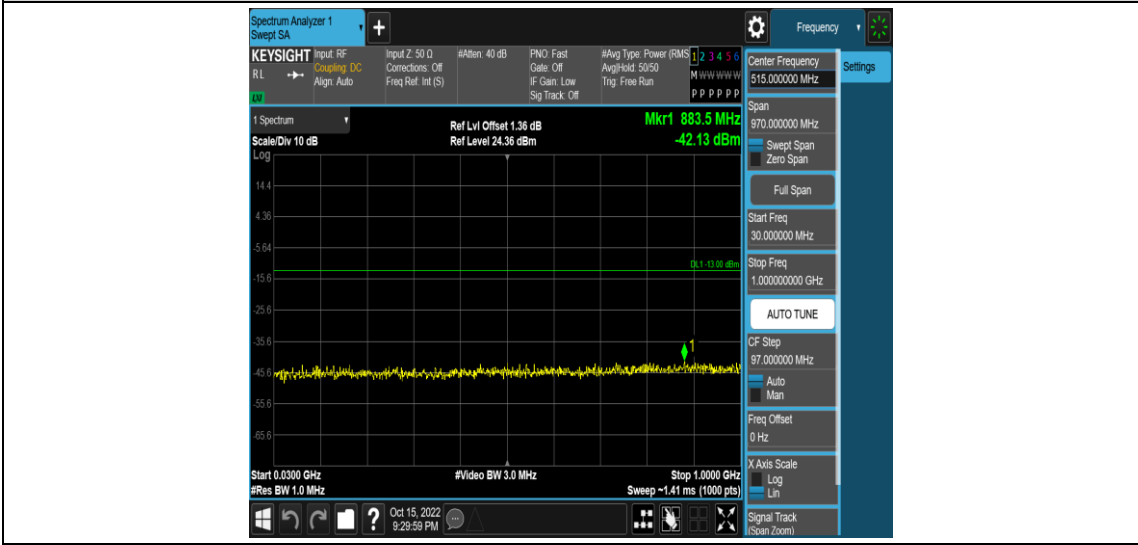 Spectrum Analyzer 1
Swept SA
+
Frequency
KEYSIGHT
RL
LM
Input: RF
Coupling: DC
Align: Auto
Input Z: 50 Ω
Corrections: Off
Freq Ref: Int (S)
#Atten: 40 dB
PNO: Fast
Gate: Off
IF Gain: Low
Sig Track: Off
#Avg Type: Power (RMS
Avg|Hold: 50/50
Trig: Free Run
1 2 3 4 5 6
M W W W W W
P P P P P P
1 Spectrum
Scale/Div 10 dB
Log
Ref Lvl Offset 1.36 dB
Ref Level 24.36 dBm
Mkr1 883.5 MHz
-42.13 dBm
14.4
4.36
-5.64
DL1 -13.00 dBm
-15.6
-25.6
-35.6
1
-45.6
-55.6
-65.6
Start 0.0300 GHz
#Res BW 1.0 MHz
#Video BW 3.0 MHz
Stop 1.0000 GHz
Sweep ~1.41 ms (1000 pts)
Center Frequency
515.000000 MHz
Settings
Span
970.000000 MHz
Swept Span
Zero Span
Full Span
Start Freq
30.000000 MHz
Stop Freq
1.000000000 GHz
AUTO TUNE
CF Step
97.000000 MHz
Auto
Man
Freq Offset
0 Hz
X Axis Scale
Log
Lin
Signal Track
(Span Zoom)
?
Oct 15, 2022
9:29:59 PM